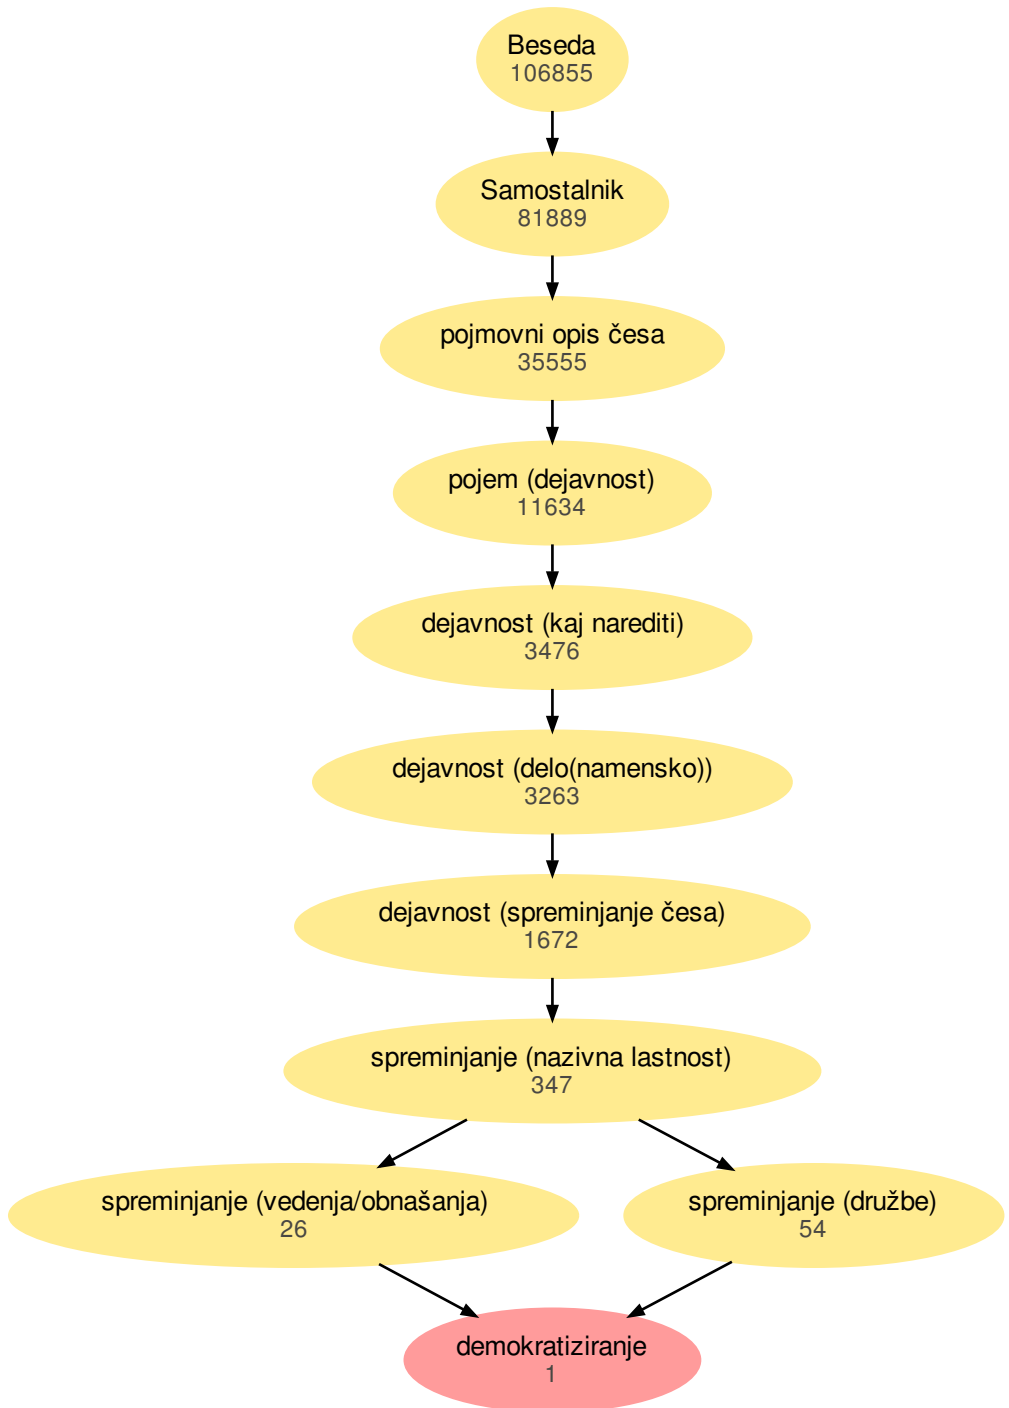 Beseda
106855
Samostalnik
81889
pojmovni opis česa
35555
pojem (dejavnost)
11634
dejavnost (kaj narediti)
3476
dejavnost (delo(namensko))
3263
dejavnost (spreminjanje česa)
1672
spreminjanje (nazivna lastnost)
347
spreminjanje (vedenja/obnašanja)
26
spreminjanje (družbe)
54
demokratiziranje
1